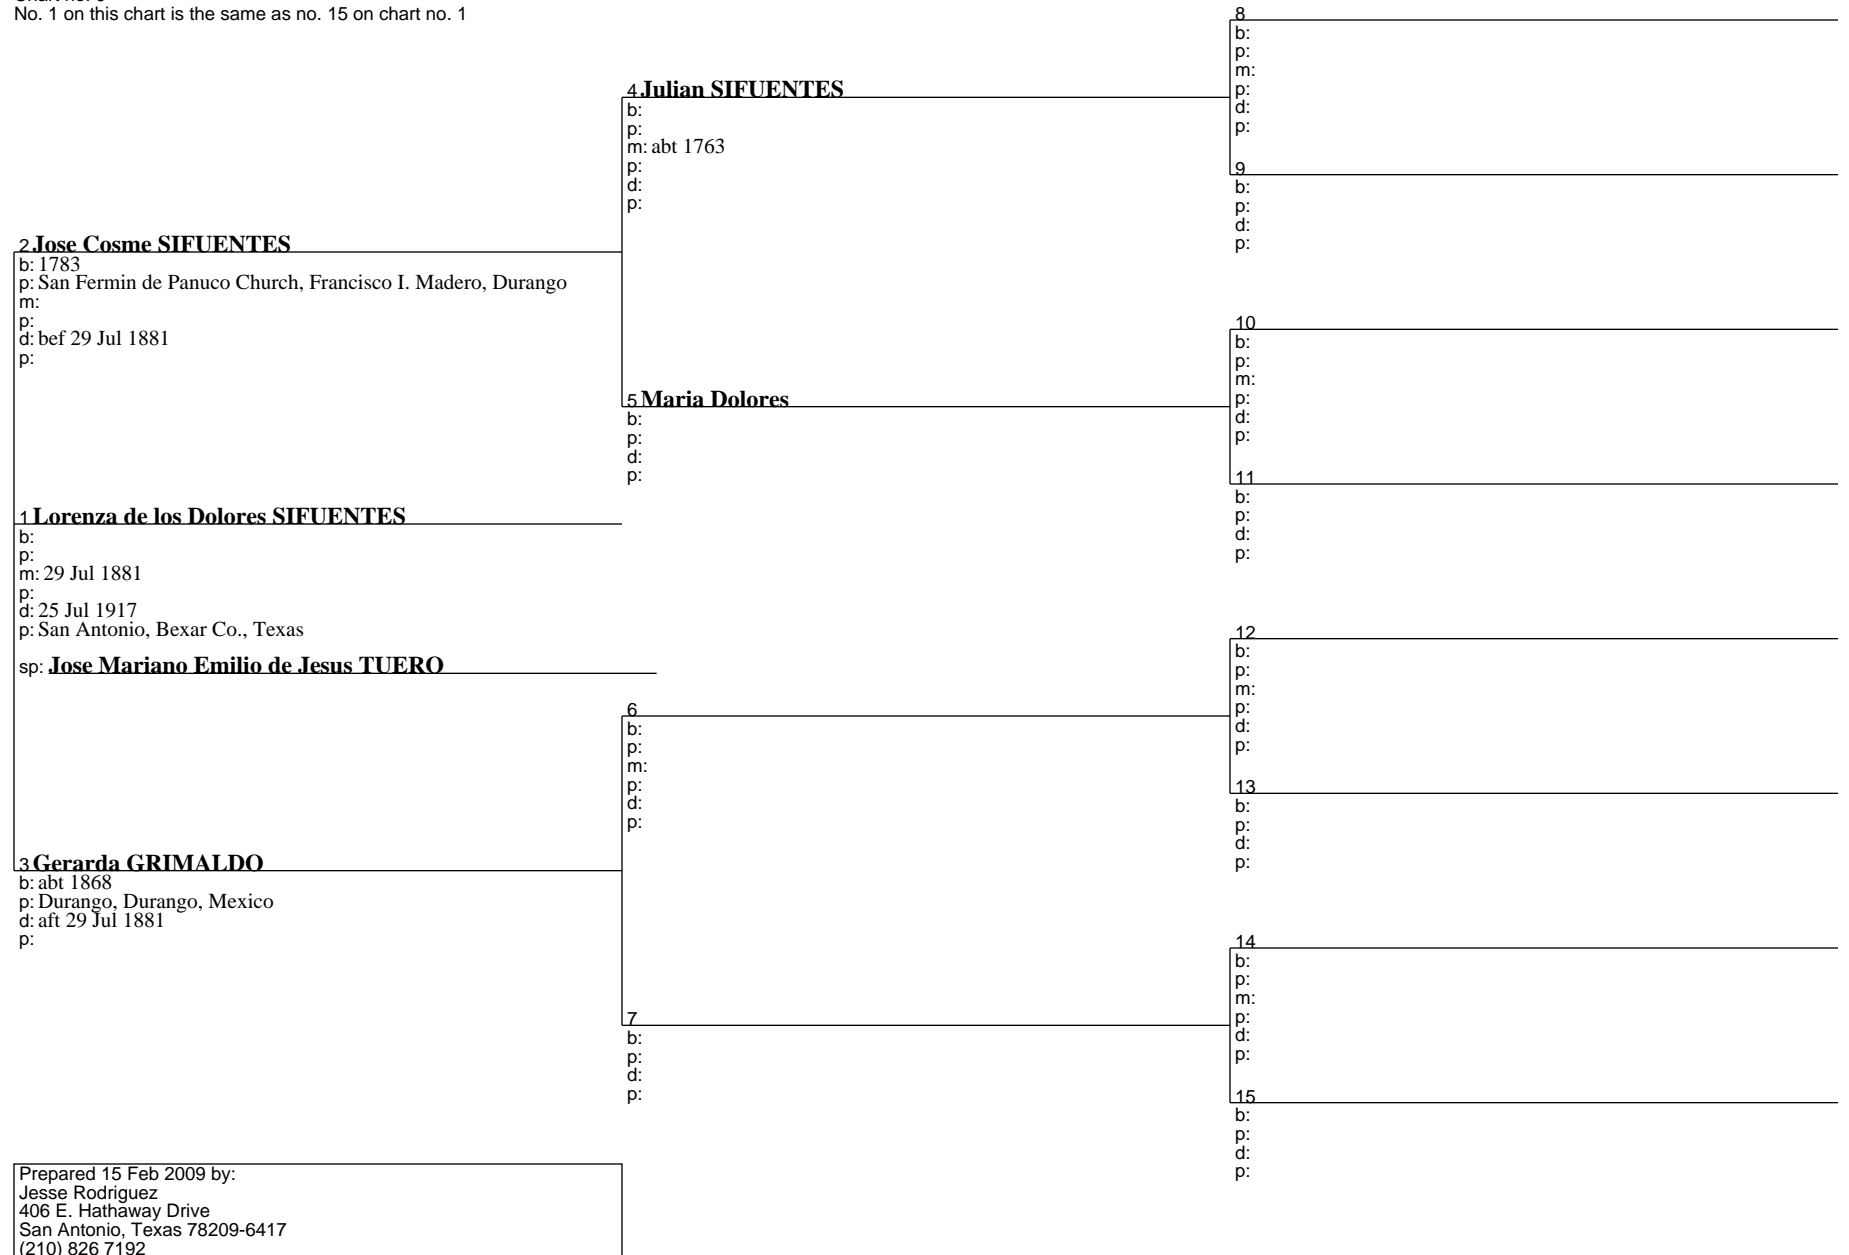 No. 1 on this chart is the same as no. 15 on chart no. 1
2 Jose Cosme SIFUENTES
b: 1783
p: San Fermin de Panuco Church, Francisco I. Madero, Durango
m:
p:
d: bef 29 Jul 1881
p:
1 Lorenza de los Dolores SIFUENTES
b:
p:
m: 29 Jul 1881
p:
d: 25 Jul 1917
p: San Antonio, Bexar Co., Texas
sp: Jose Mariano Emilio de Jesus TUERO
3 Gerarda GRIMALDO
b: abt 1868
p: Durango, Durango, Mexico
d: aft 29 Jul 1881
p:
4 Julian SIFUENTES
b:
p:
m: abt 1763
p:
d:
p:
5 Maria Dolores
b:
p:
d:
p:
6
b:
p:
m:
p:
d:
p:
7
b:
p:
d:
p:
8
b:
p:
m:
p:
d:
p:
9
b:
p:
d:
p:
10
b:
p:
m:
p:
d:
p:
11
b:
p:
d:
p:
12
b:
p:
m:
p:
d:
p:
13
b:
p:
d:
p:
14
b:
p:
m:
p:
d:
p:
15
b:
p:
d:
p:
Prepared 15 Feb 2009 by:
Jesse Rodriguez
406 E. Hathaway Drive
San Antonio, Texas 78209-6417
(210) 826 7192